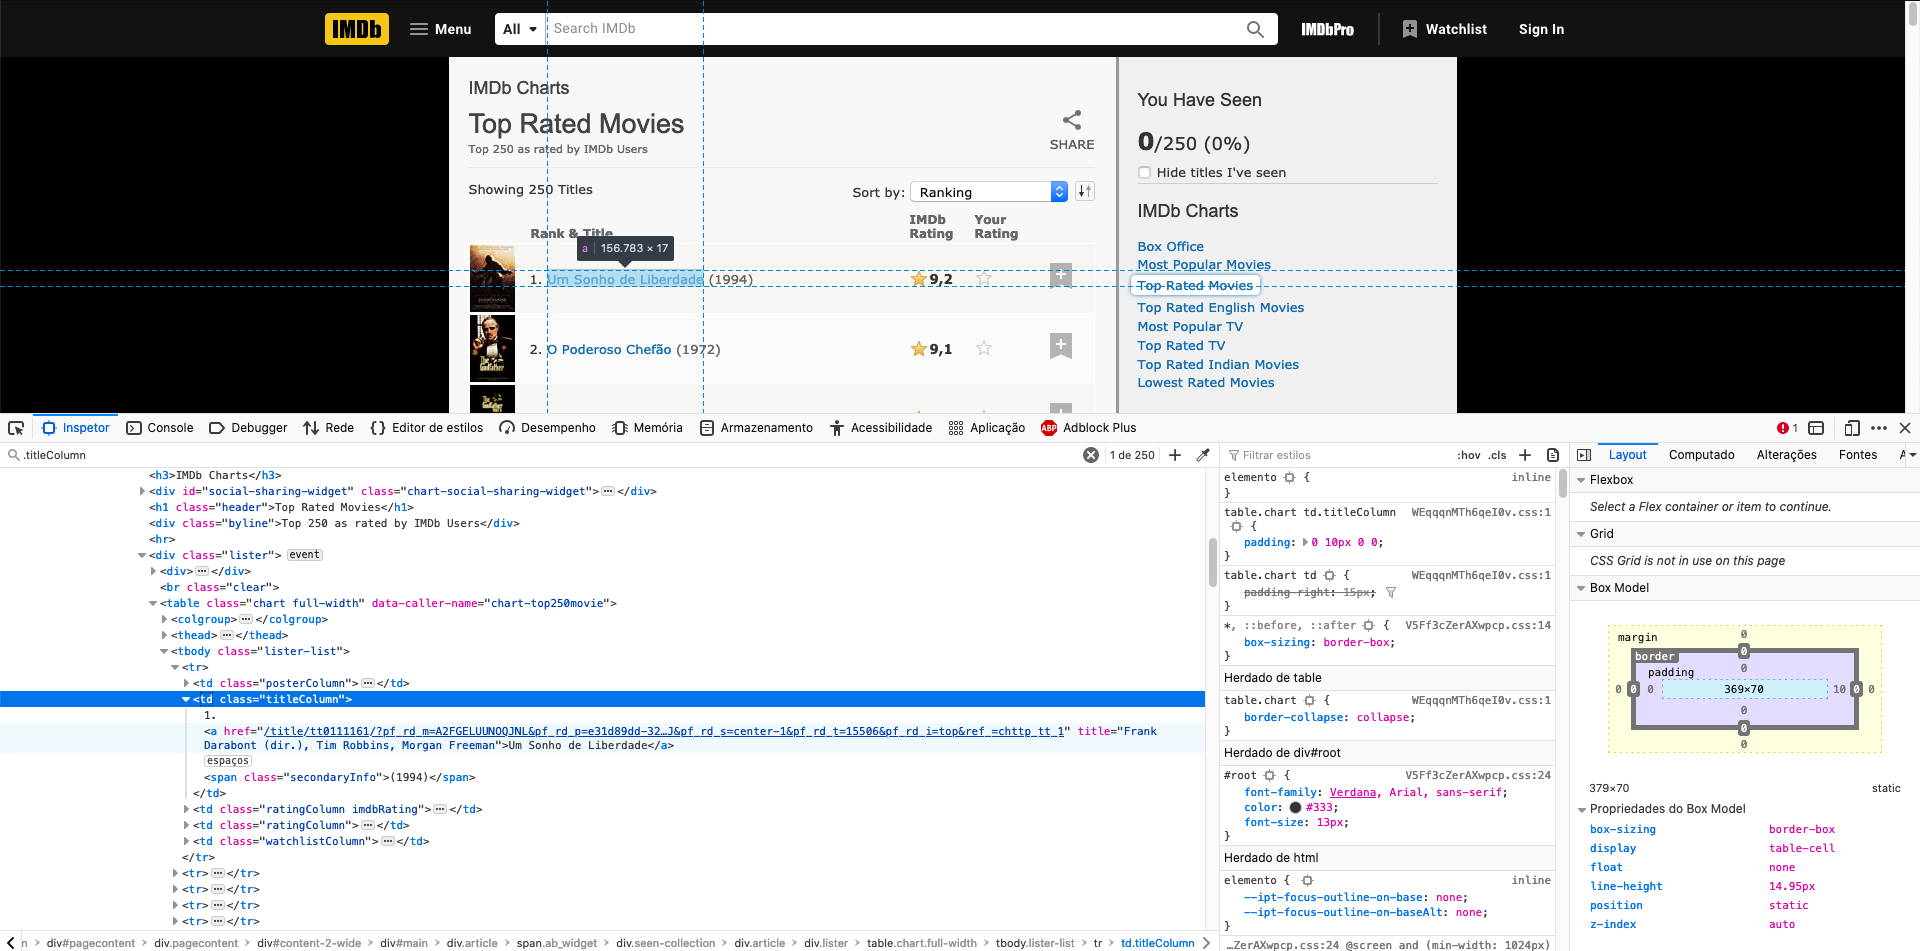 IMDb Menu All Search IMDb IMDbPro Watchlist Sign In
IMDb Charts
Top Rated Movies
Top 250 as rated by IMDb Users
SHARE
Showing 250 Titles
Sort by: Ranking
Rank & Title IMDb Rating Your Rating
a 156.783 × 17
1. Um Sonho de Liberdade (1994) 9,2
2. O Poderoso Chefão (1972) 9,1
You Have Seen
0/250 (0%)
Hide titles I've seen
IMDb Charts
Box Office
Most Popular Movies
Top Rated Movies
Top Rated English Movies
Most Popular TV
Top Rated TV
Top Rated Indian Movies
Lowest Rated Movies
Inspetor Console Debugger Rede Editor de estilos Desempenho Memória Armazenamento Acessibilidade Aplicação ABP Adblock Plus 1
.titleColumn 1 de 250
<h3>IMDb Charts</h3>
<div id="social-sharing-widget" class="chart-social-sharing-widget">…</div>
<h1 class="header">Top Rated Movies</h1>
<div class="byline">Top 250 as rated by IMDb Users</div>
<hr>
<div class="lister"> event
<div>…</div>
<br class="clear">
<table class="chart full-width" data-caller-name="chart-top250movie">
<colgroup>…</colgroup>
<thead>…</thead>
<tbody class="lister-list">
<tr>
<td class="posterColumn">…</td>
<td class="titleColumn">
1.
<a href="/title/tt0111161/?pf_rd_m=A2FGELUUNOQJNL&pf_rd_p=e31d89dd-32…J&pf_rd_s=center-1&pf_rd_t=15506&pf_rd_i=top&ref_=chttp_tt_1" title="Frank
Darabont (dir.), Tim Robbins, Morgan Freeman">Um Sonho de Liberdade</a>
espaços
<span class="secondaryInfo">(1994)</span>
</td>
<td class="ratingColumn imdbRating">…</td>
<td class="ratingColumn">…</td>
<td class="watchlistColumn">…</td>
</tr>
<tr>…</tr>
<tr>…</tr>
<tr>…</tr>
<tr>…</tr>
n div#pagecontent div.pagecontent div#content-2-wide div#main div.article span.ab_widget div.seen-collection div.article div.lister table.chart.full-width tbody.lister-list tr td.titleColumn
Filtrar estilos :hov .cls
elemento { inline
}
table.chart td.titleColumn WEqqqnMTh6qeI0v.css:1
{
padding: 0 10px 0 0;
}
table.chart td { WEqqqnMTh6qeI0v.css:1
padding-right: 15px;
}
*, ::before, ::after { V5Ff3cZerAXwpcp.css:14
box-sizing: border-box;
}
Herdado de table
table.chart { WEqqqnMTh6qeI0v.css:1
border-collapse: collapse;
}
Herdado de div#root
#root { V5Ff3cZerAXwpcp.css:24
font-family: Verdana, Arial, sans-serif;
color: #333;
font-size: 13px;
}
Herdado de html
elemento { inline
--ipt-focus-outline-on-base: none;
--ipt-focus-outline-on-baseAlt: none;
}
…ZerAXwpcp.css:24 @screen and (min-width: 1024px)
Layout Computado Alterações Fontes A
Flexbox
Select a Flex container or item to continue.
Grid
CSS Grid is not in use on this page
Box Model
margin 0
border 0
padding 0
0 0 0 369×70 10 0 0
0
0
0
379×70 static
Propriedades do Box Model
box-sizing border-box
display table-cell
float none
line-height 14.95px
position static
z-index auto